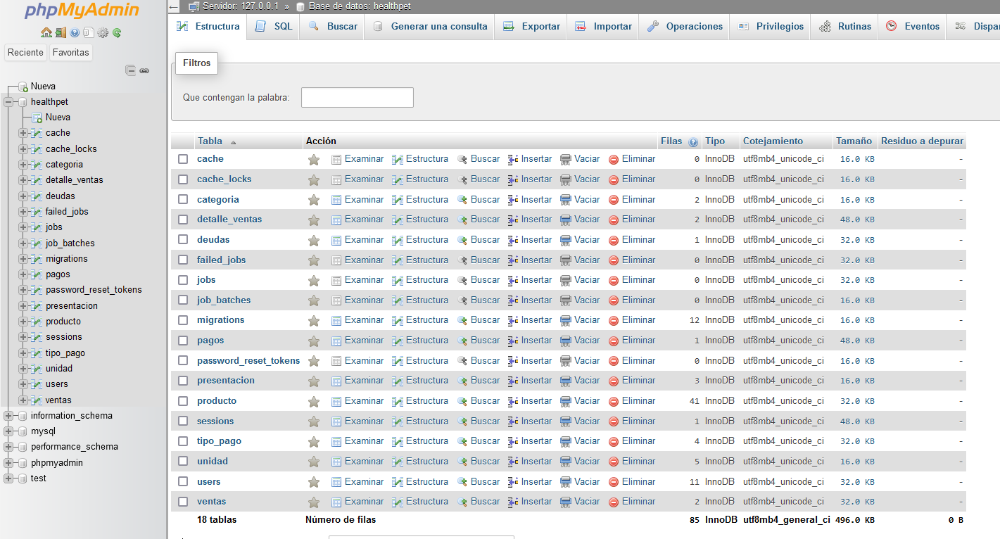 phpMyAdmin
Reciente Favoritas
Nueva
healthpet
Nueva
cache
cache_locks
categoria
detalle_ventas
deudas
failed_jobs
jobs
job_batches
migrations
pagos
password_reset_tokens
presentacion
producto
sessions
tipo_pago
unidad
users
ventas
information_schema
mysql
performance_schema
phpmyadmin
test
Servidor: 127.0.0.1 » Base de datos: healthpet
Estructura SQL Buscar Generar una consulta Exportar Importar Operaciones Privilegios Rutinas Eventos Dispar
Filtros
Que contengan la palabra:
Tabla Acción Filas Tipo Cotejamiento Tamaño Residuo a depurar
cache Examinar Estructura Buscar Insertar Vaciar Eliminar 0 InnoDB utf8mb4_unicode_ci 16.0 KB -
cache_locks Examinar Estructura Buscar Insertar Vaciar Eliminar 0 InnoDB utf8mb4_unicode_ci 16.0 KB -
categoria Examinar Estructura Buscar Insertar Vaciar Eliminar 2 InnoDB utf8mb4_unicode_ci 16.0 KB -
detalle_ventas Examinar Estructura Buscar Insertar Vaciar Eliminar 2 InnoDB utf8mb4_unicode_ci 48.0 KB -
deudas Examinar Estructura Buscar Insertar Vaciar Eliminar 1 InnoDB utf8mb4_unicode_ci 32.0 KB -
failed_jobs Examinar Estructura Buscar Insertar Vaciar Eliminar 0 InnoDB utf8mb4_unicode_ci 32.0 KB -
jobs Examinar Estructura Buscar Insertar Vaciar Eliminar 0 InnoDB utf8mb4_unicode_ci 32.0 KB -
job_batches Examinar Estructura Buscar Insertar Vaciar Eliminar 0 InnoDB utf8mb4_unicode_ci 16.0 KB -
migrations Examinar Estructura Buscar Insertar Vaciar Eliminar 12 InnoDB utf8mb4_unicode_ci 16.0 KB -
pagos Examinar Estructura Buscar Insertar Vaciar Eliminar 1 InnoDB utf8mb4_unicode_ci 48.0 KB -
password_reset_tokens Examinar Estructura Buscar Insertar Vaciar Eliminar 0 InnoDB utf8mb4_unicode_ci 16.0 KB -
presentacion Examinar Estructura Buscar Insertar Vaciar Eliminar 3 InnoDB utf8mb4_unicode_ci 16.0 KB -
producto Examinar Estructura Buscar Insertar Vaciar Eliminar 41 InnoDB utf8mb4_unicode_ci 32.0 KB -
sessions Examinar Estructura Buscar Insertar Vaciar Eliminar 1 InnoDB utf8mb4_unicode_ci 48.0 KB -
tipo_pago Examinar Estructura Buscar Insertar Vaciar Eliminar 4 InnoDB utf8mb4_unicode_ci 32.0 KB -
unidad Examinar Estructura Buscar Insertar Vaciar Eliminar 5 InnoDB utf8mb4_unicode_ci 16.0 KB -
users Examinar Estructura Buscar Insertar Vaciar Eliminar 11 InnoDB utf8mb4_unicode_ci 32.0 KB -
ventas Examinar Estructura Buscar Insertar Vaciar Eliminar 2 InnoDB utf8mb4_unicode_ci 32.0 KB -
18 tablas Número de filas 85 InnoDB utf8mb4_general_ci 496.0 KB 0 B